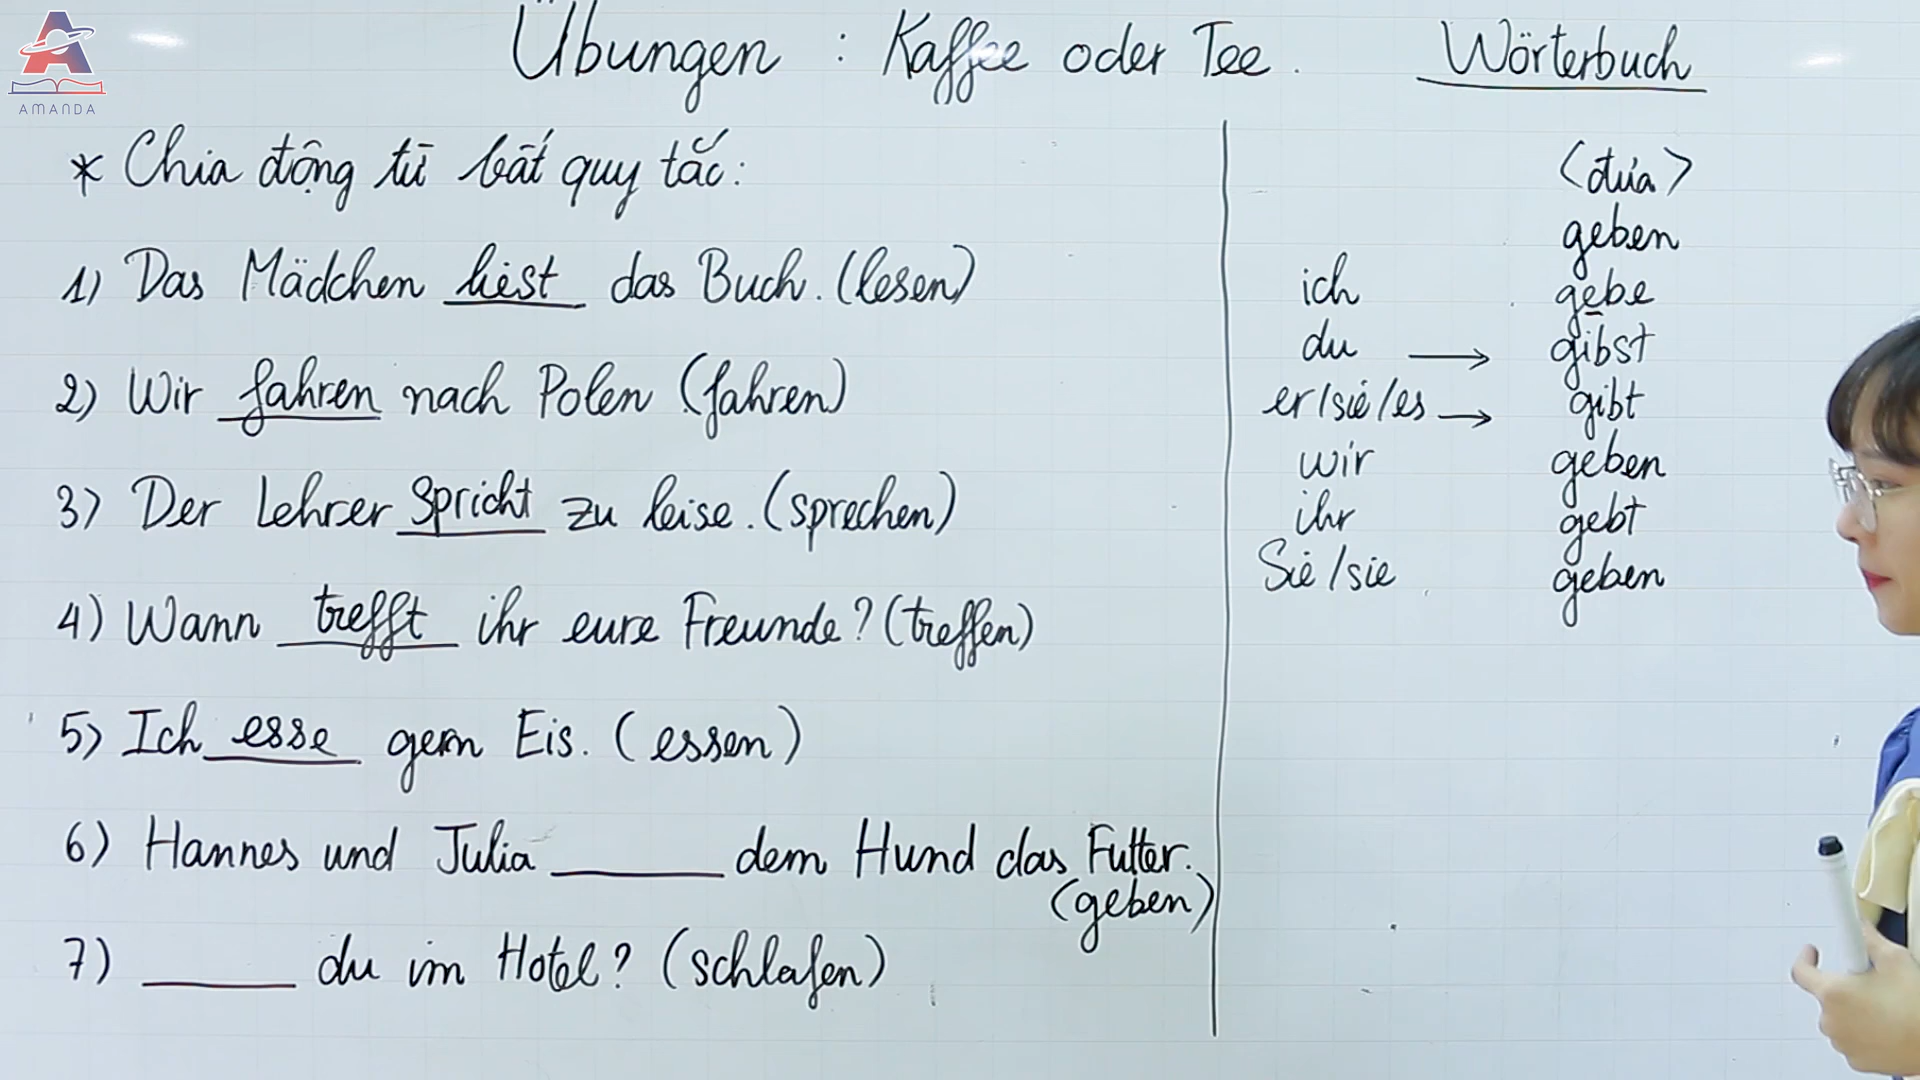 AMANDA
Übungen : Kaffee oder Tee. Wörterbuch
* Chia động từ bất quy tắc:
1) Das Mädchen liest das Buch. (lesen)
2) Wir fahren nach Polen (fahren)
3) Der Lehrer spricht zu leise. (sprechen)
4) Wann trefft ihr eure Freunde? (treffen)
5) Ich esse gern Eis. (essen)
6) Hannes und Julia ______ dem Hund das Futter.
(geben)
7) ______ du im Hotel? (schlafen)
<đưa>
geben
ich gebe
du → gibst
er/sie/es → gibt
wir geben
ihr gebt
Sie/sie geben